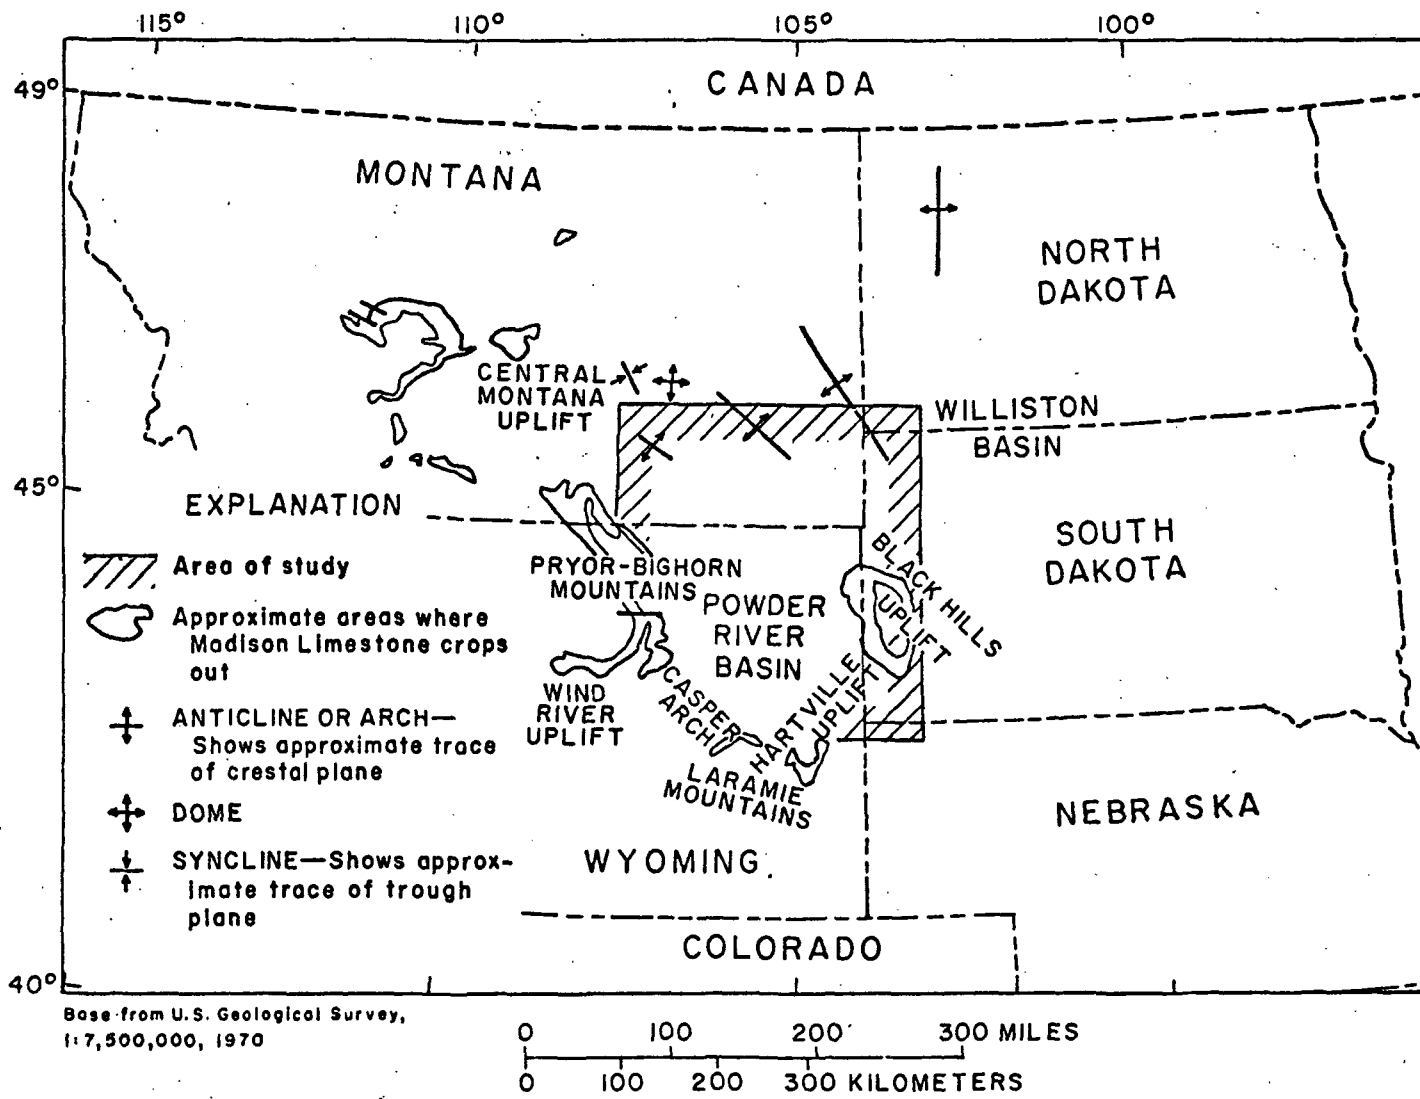 115° 110° 105° 100°
49°
CANADA
MONTANA
NORTH
DAKOTA
CENTRAL
MONTANA
UPLIFT
WILLISTON
BASIN
45°
EXPLANATION
Area of study
Approximate areas where
Madison Limestone crops
out
ANTICLINE OR ARCH—
Shows approximate trace
of crestal plane
DOME
SYNCLINE—Shows approx-
imate trace of trough
plane
PRYOR-BIGHORN
MOUNTAINS
POWDER
RIVER
BASIN
BLACK HILLS
UPLIFT
SOUTH
DAKOTA
WIND
RIVER
UPLIFT
CASPER
ARCH
HARTVILLE
UPLIFT
LARAMIE
MOUNTAINS
NEBRASKA
WYOMING
COLORADO
40°
Base from U.S. Geological Survey,
1:7,500,000, 1970
0 100 200 300 MILES
0 100 200 300 KILOMETERS